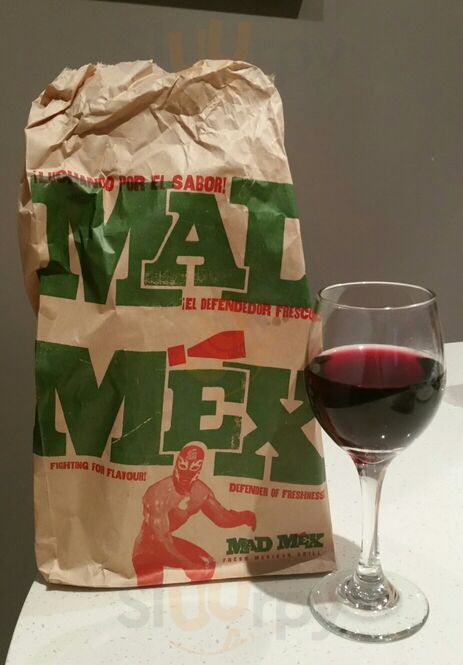 ¡LUCHANDO POR EL SABOR!
MAD
¡EL DEFENDEDOR FRESCO
MÉX
FIGHTING FOR FLAVOUR!
DEFENDER OF FRESHNESS
MAD MÉX
FRESH MEXICAN GRILL
slurrpy